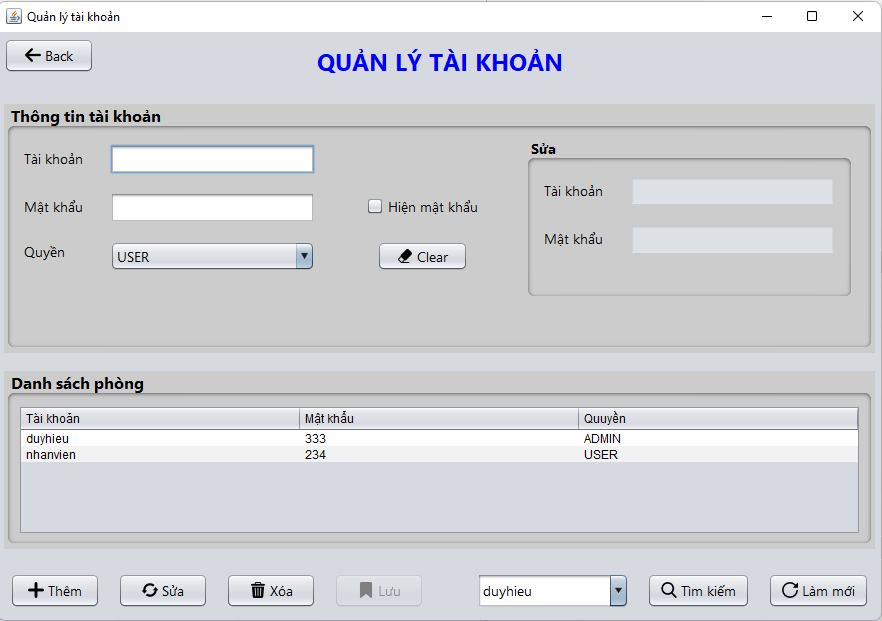 Quản lý tài khoản
Back
QUẢN LÝ TÀI KHOẢN
Thông tin tài khoản
Tài khoản
Mật khẩu
Hiện mật khẩu
Quyền
USER
Clear
Sửa
Tài khoản
Mật khẩu
Danh sách phòng
Tài khoản Mật khẩu Quuyền
duyhieu 333 ADMIN
nhanvien 234 USER
Thêm Sửa Xóa Lưu duyhieu Tìm kiếm Làm mới